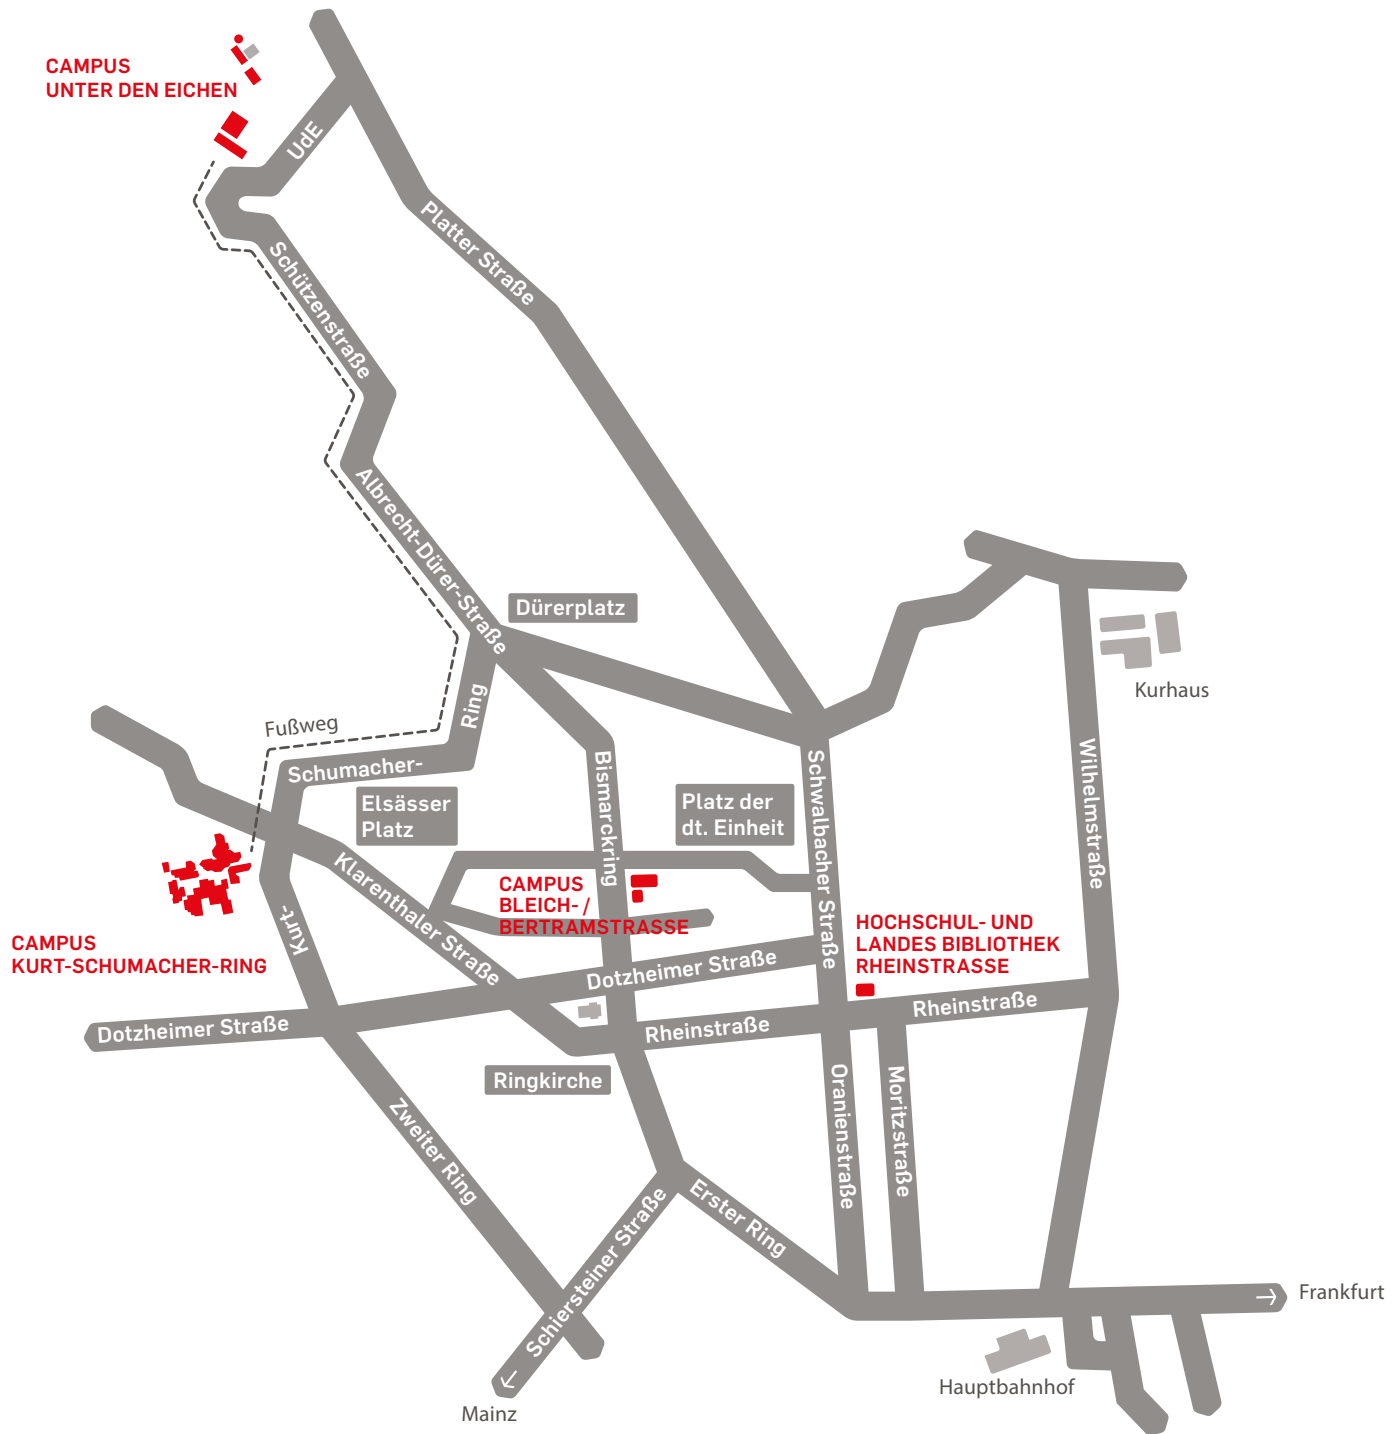 CAMPUS
UNTER DEN EICHEN
UdE
Platter Straße
Schützenstraße
Albrecht-Dürer-Straße
Dürerplatz
Kurhaus
Ring
Fußweg
Schumacher-
Bismarckring
Schwalbacher Straße
Wilhelmstraße
Elsässer
Platz
Platz der
dt. Einheit
Klarenthaler Straße
CAMPUS
BLEICH- /
BERTRAMSTRASSE
Kurt-
CAMPUS
KURT-SCHUMACHER-RING
HOCHSCHUL- UND
LANDES BIBLIOTHEK
RHEINSTRASSE
Dotzheimer Straße
Dotzheimer Straße
Rheinstraße
Rheinstraße
Ringkirche
Oranienstraße
Moritzstraße
Zweiter Ring
Erster Ring
Schiersteiner Straße
Frankfurt
Hauptbahnhof
Mainz